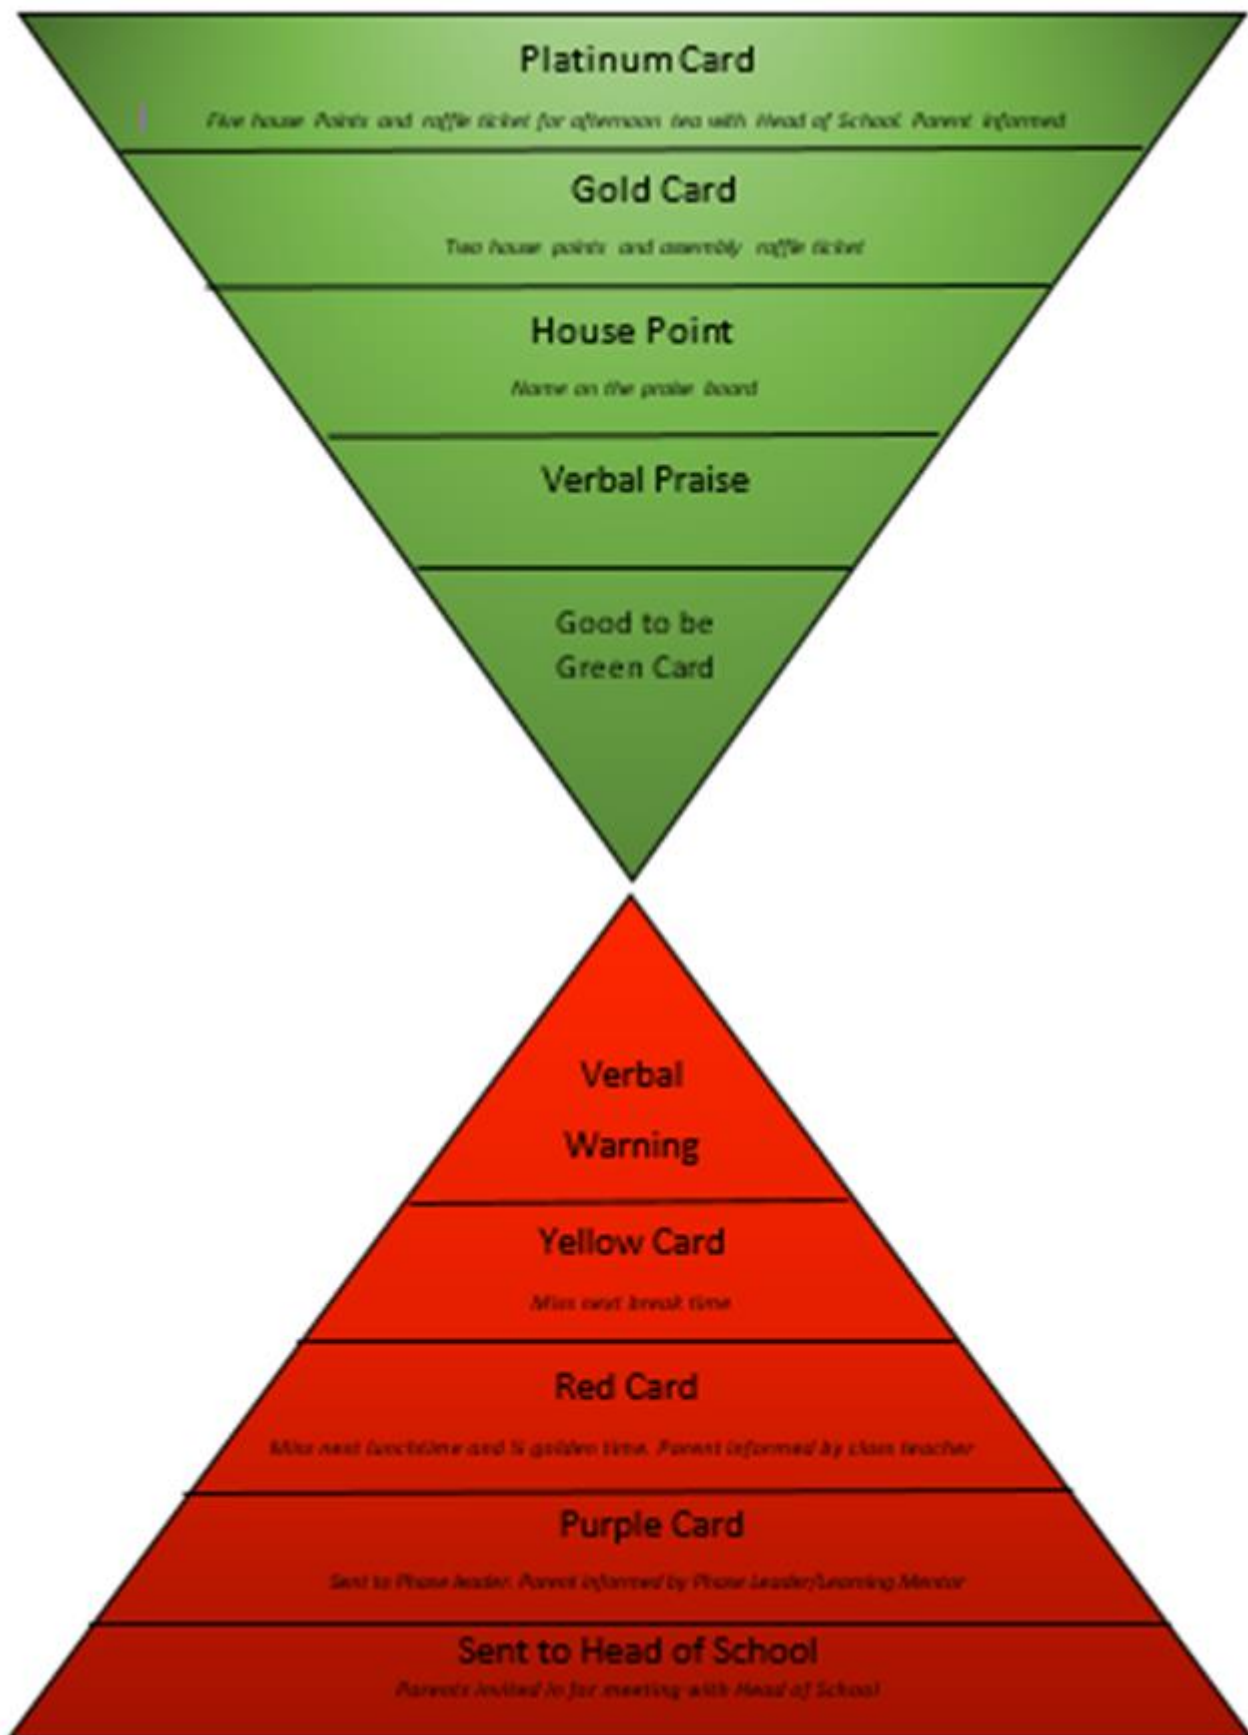 Platinum Card
Five house Points and raffle ticket for afternoon tea with Head of School. Parent informed
Gold Card
Two house points and assembly raffle ticket
House Point
Name on the praise board
Verbal Praise
Good to be
Green Card
Verbal
Warning
Yellow Card
Miss next break time
Red Card
Miss next lunchtime and ½ golden time. Parent informed by class teacher
Purple Card
Sent to Phase leader. Parent informed by Phase Leader/Learning Mentor
Sent to Head of School
Parents invited in for meeting with Head of School